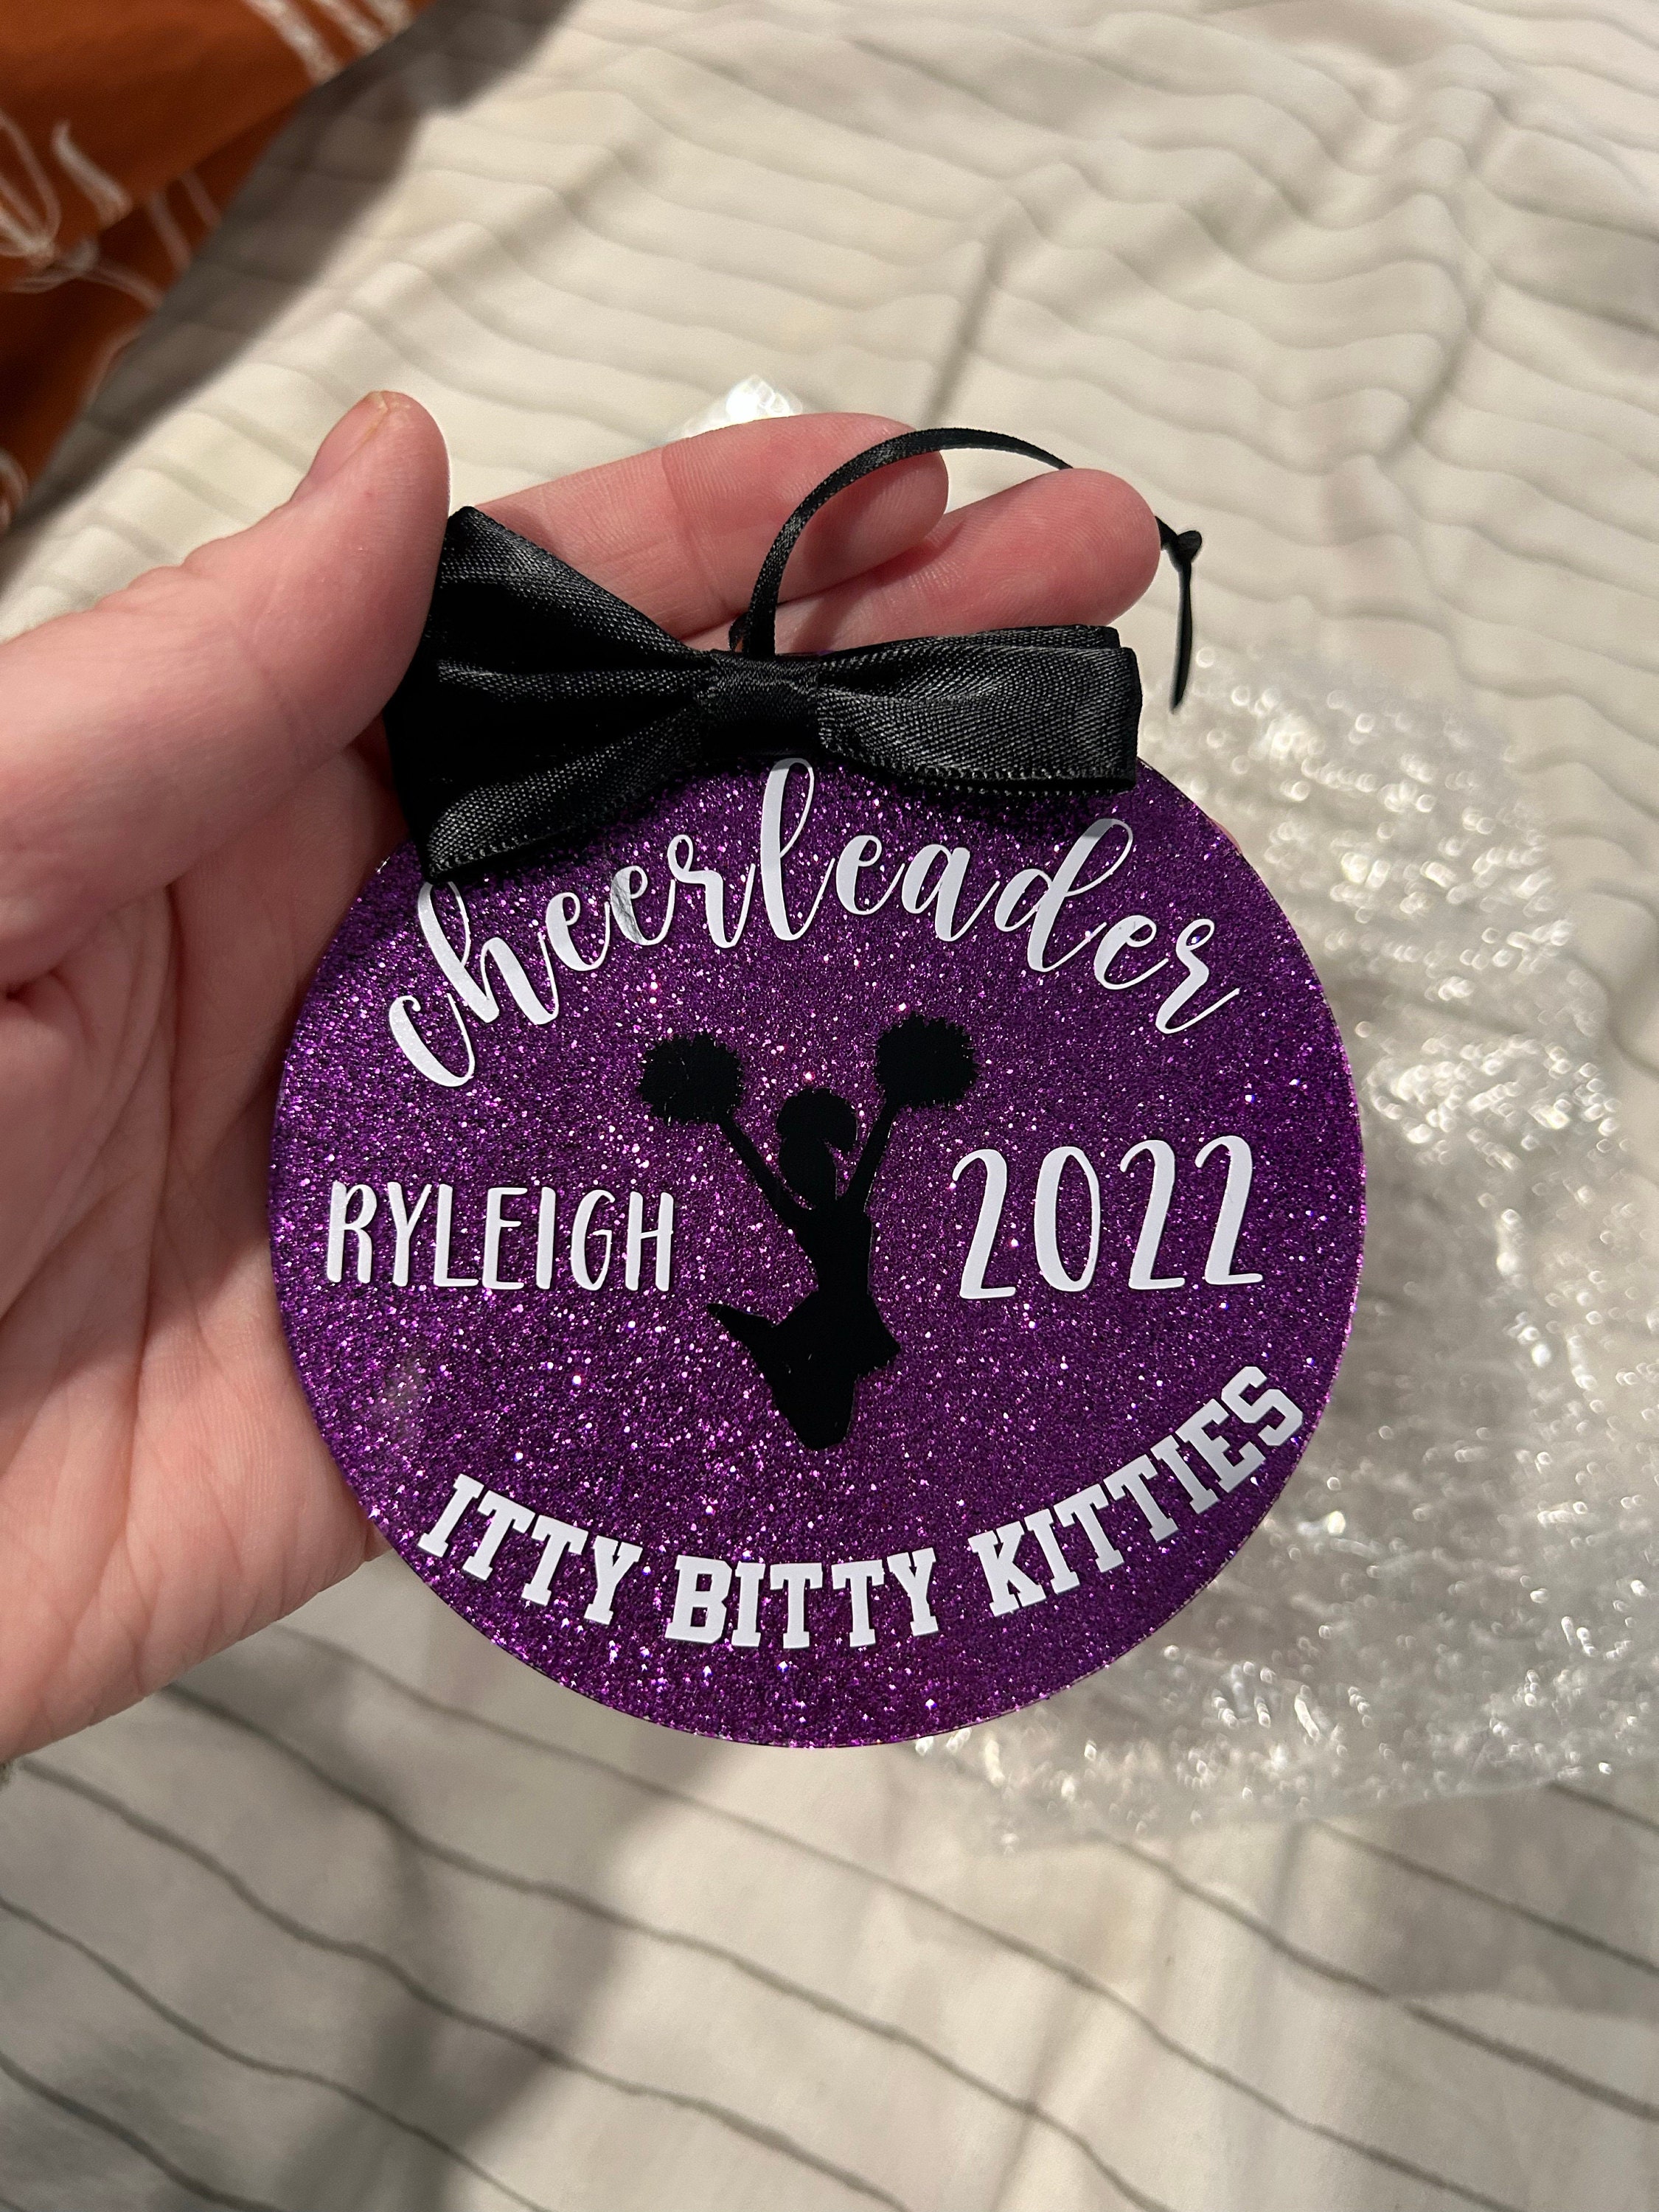 cheerleader
RYLEIGH
2022
ITTY BITTY KITTIES